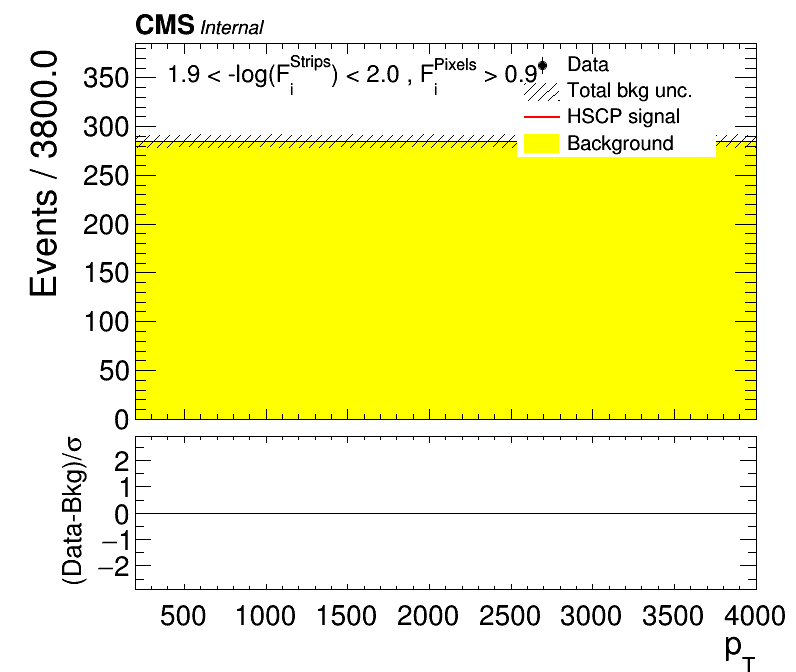 CMS Internal
1.9 < -log(F_i^Strips) < 2.0 , F_i^Pixels > 0.9
Data
Total bkg unc.
HSCP signal
Background
Events / 3800.0
350
300
250
200
150
100
50
0
(Data-Bkg)/σ
2
1
0
−1
−2
500 1000 1500 2000 2500 3000 3500 4000
p_T